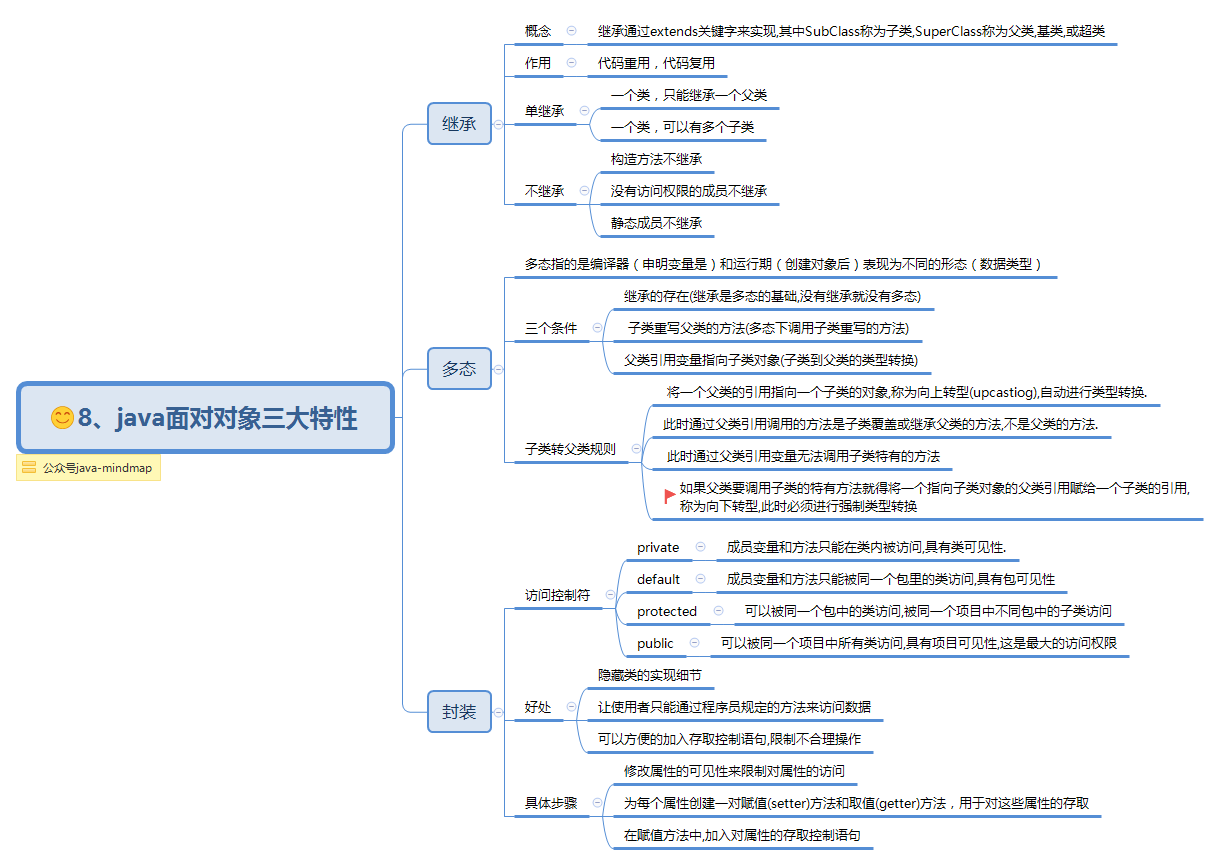 8、java面对对象三大特性
公众号java-mindmap
继承
概念
继承通过extends关键字来实现,其中SubClass称为子类,SuperClass称为父类,基类,或超类
作用
代码重用，代码复用
单继承
一个类，只能继承一个父类
一个类，可以有多个子类
不继承
构造方法不继承
没有访问权限的成员不继承
静态成员不继承
多态
多态指的是编译器（申明变量是）和运行期（创建对象后）表现为不同的形态（数据类型）
三个条件
继承的存在(继承是多态的基础,没有继承就没有多态)
子类重写父类的方法(多态下调用子类重写的方法)
父类引用变量指向子类对象(子类到父类的类型转换)
子类转父类规则
将一个父类的引用指向一个子类的对象,称为向上转型(upcastiog),自动进行类型转换.
此时通过父类引用调用的方法是子类覆盖或继承父类的方法,不是父类的方法.
此时通过父类引用变量无法调用子类特有的方法
如果父类要调用子类的特有方法就得将一个指向子类对象的父类引用赋给一个子类的引用,
称为向下转型,此时必须进行强制类型转换
封装
访问控制符
private
成员变量和方法只能在类内被访问,具有类可见性.
default
成员变量和方法只能被同一个包里的类访问,具有包可见性
protected
可以被同一个包中的类访问,被同一个项目中不同包中的子类访问
public
可以被同一个项目中所有类访问,具有项目可见性,这是最大的访问权限
好处
隐藏类的实现细节
让使用者只能通过程序员规定的方法来访问数据
可以方便的加入存取控制语句,限制不合理操作
具体步骤
修改属性的可见性来限制对属性的访问
为每个属性创建一对赋值(setter)方法和取值(getter)方法，用于对这些属性的存取
在赋值方法中,加入对属性的存取控制语句